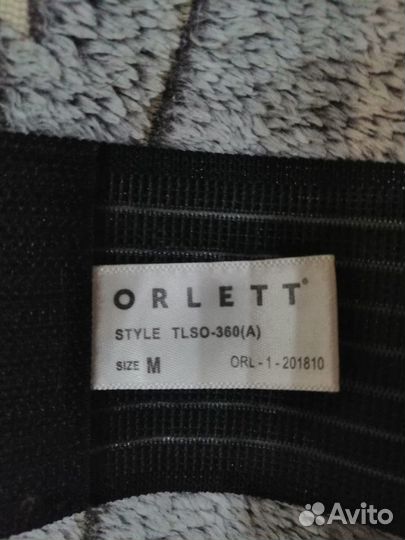 ORLETT®
STYLE TLSO-360(A)
SIZE M ORL-1-201810
Avito